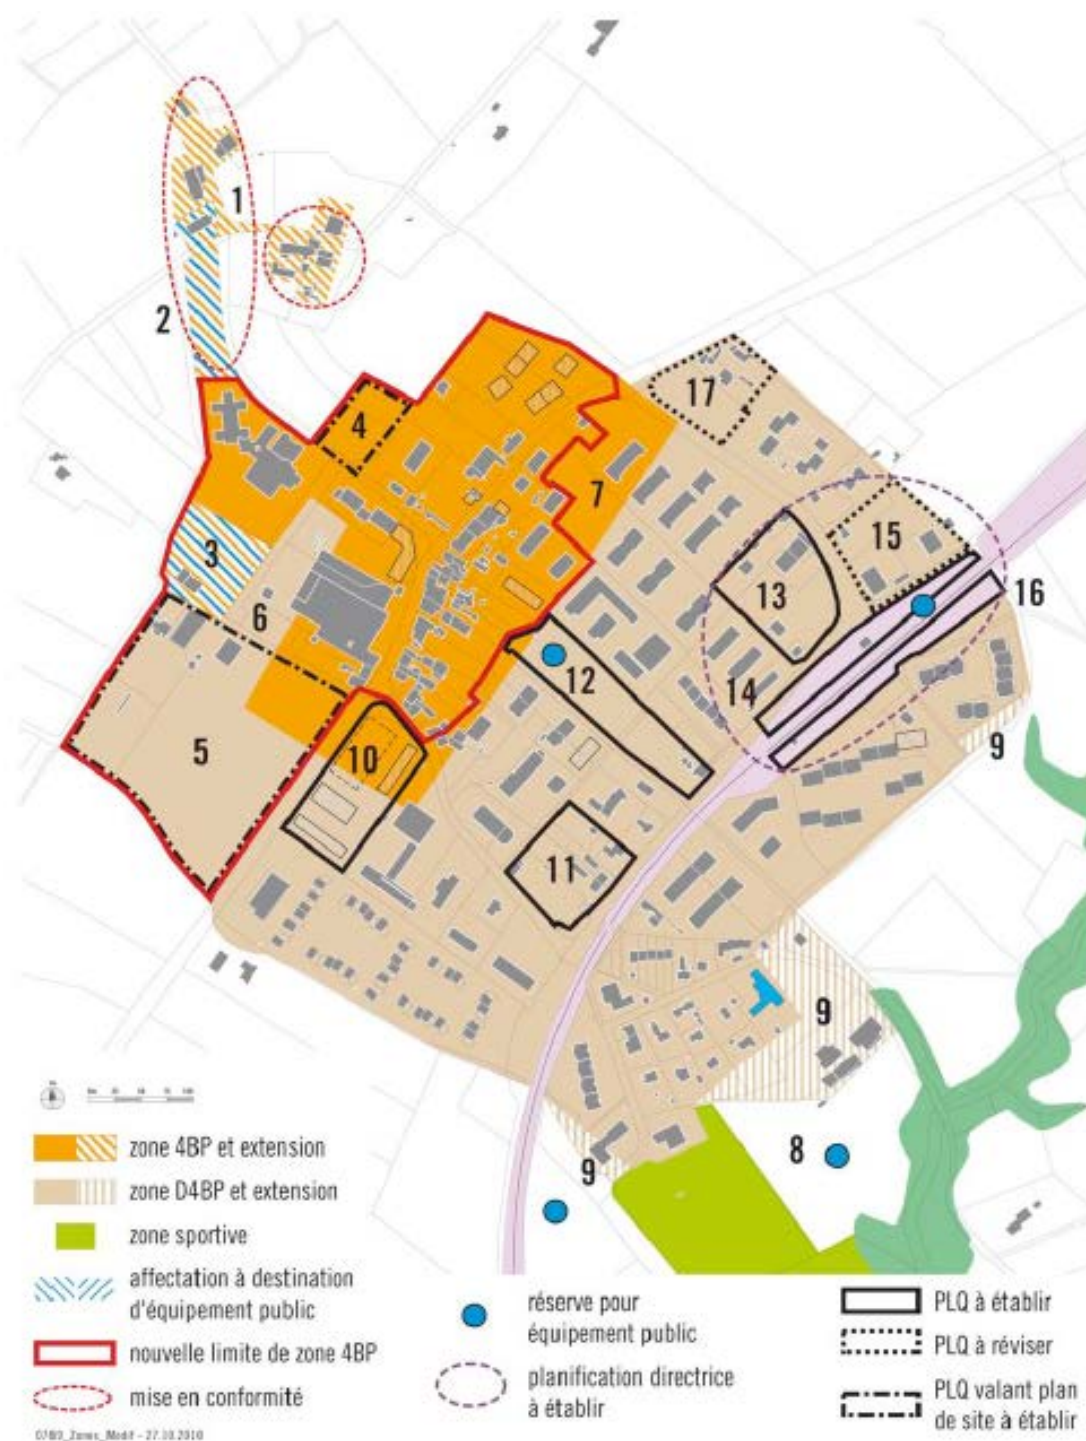 1
2
4
17
7
3
15
13
16
6
12
14
9
5
10
11
9
8
9
zone 4BP et extension
zone D4BP et extension
zone sportive
affectation à destination
d'équipement public
nouvelle limite de zone 4BP
mise en conformité
réserve pour
équipement public
planification directrice
à établir
PLQ à établir
PLQ à réviser
PLQ valant plan
de site à établir